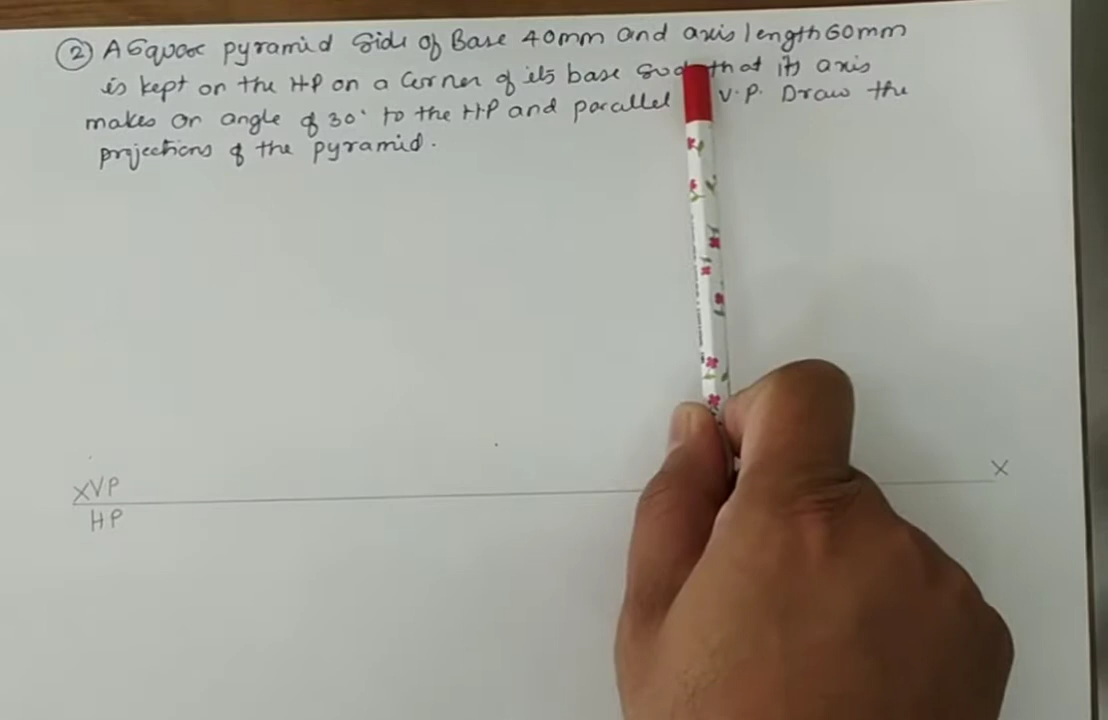 ② A Square pyramid Side of Base 40mm and axis length 60mm
is kept on the HP on a Corner of its base such that its axis
makes an angle of 30° to the HP and parallel V.P. Draw the
projections of the pyramid.
X VP X
HP